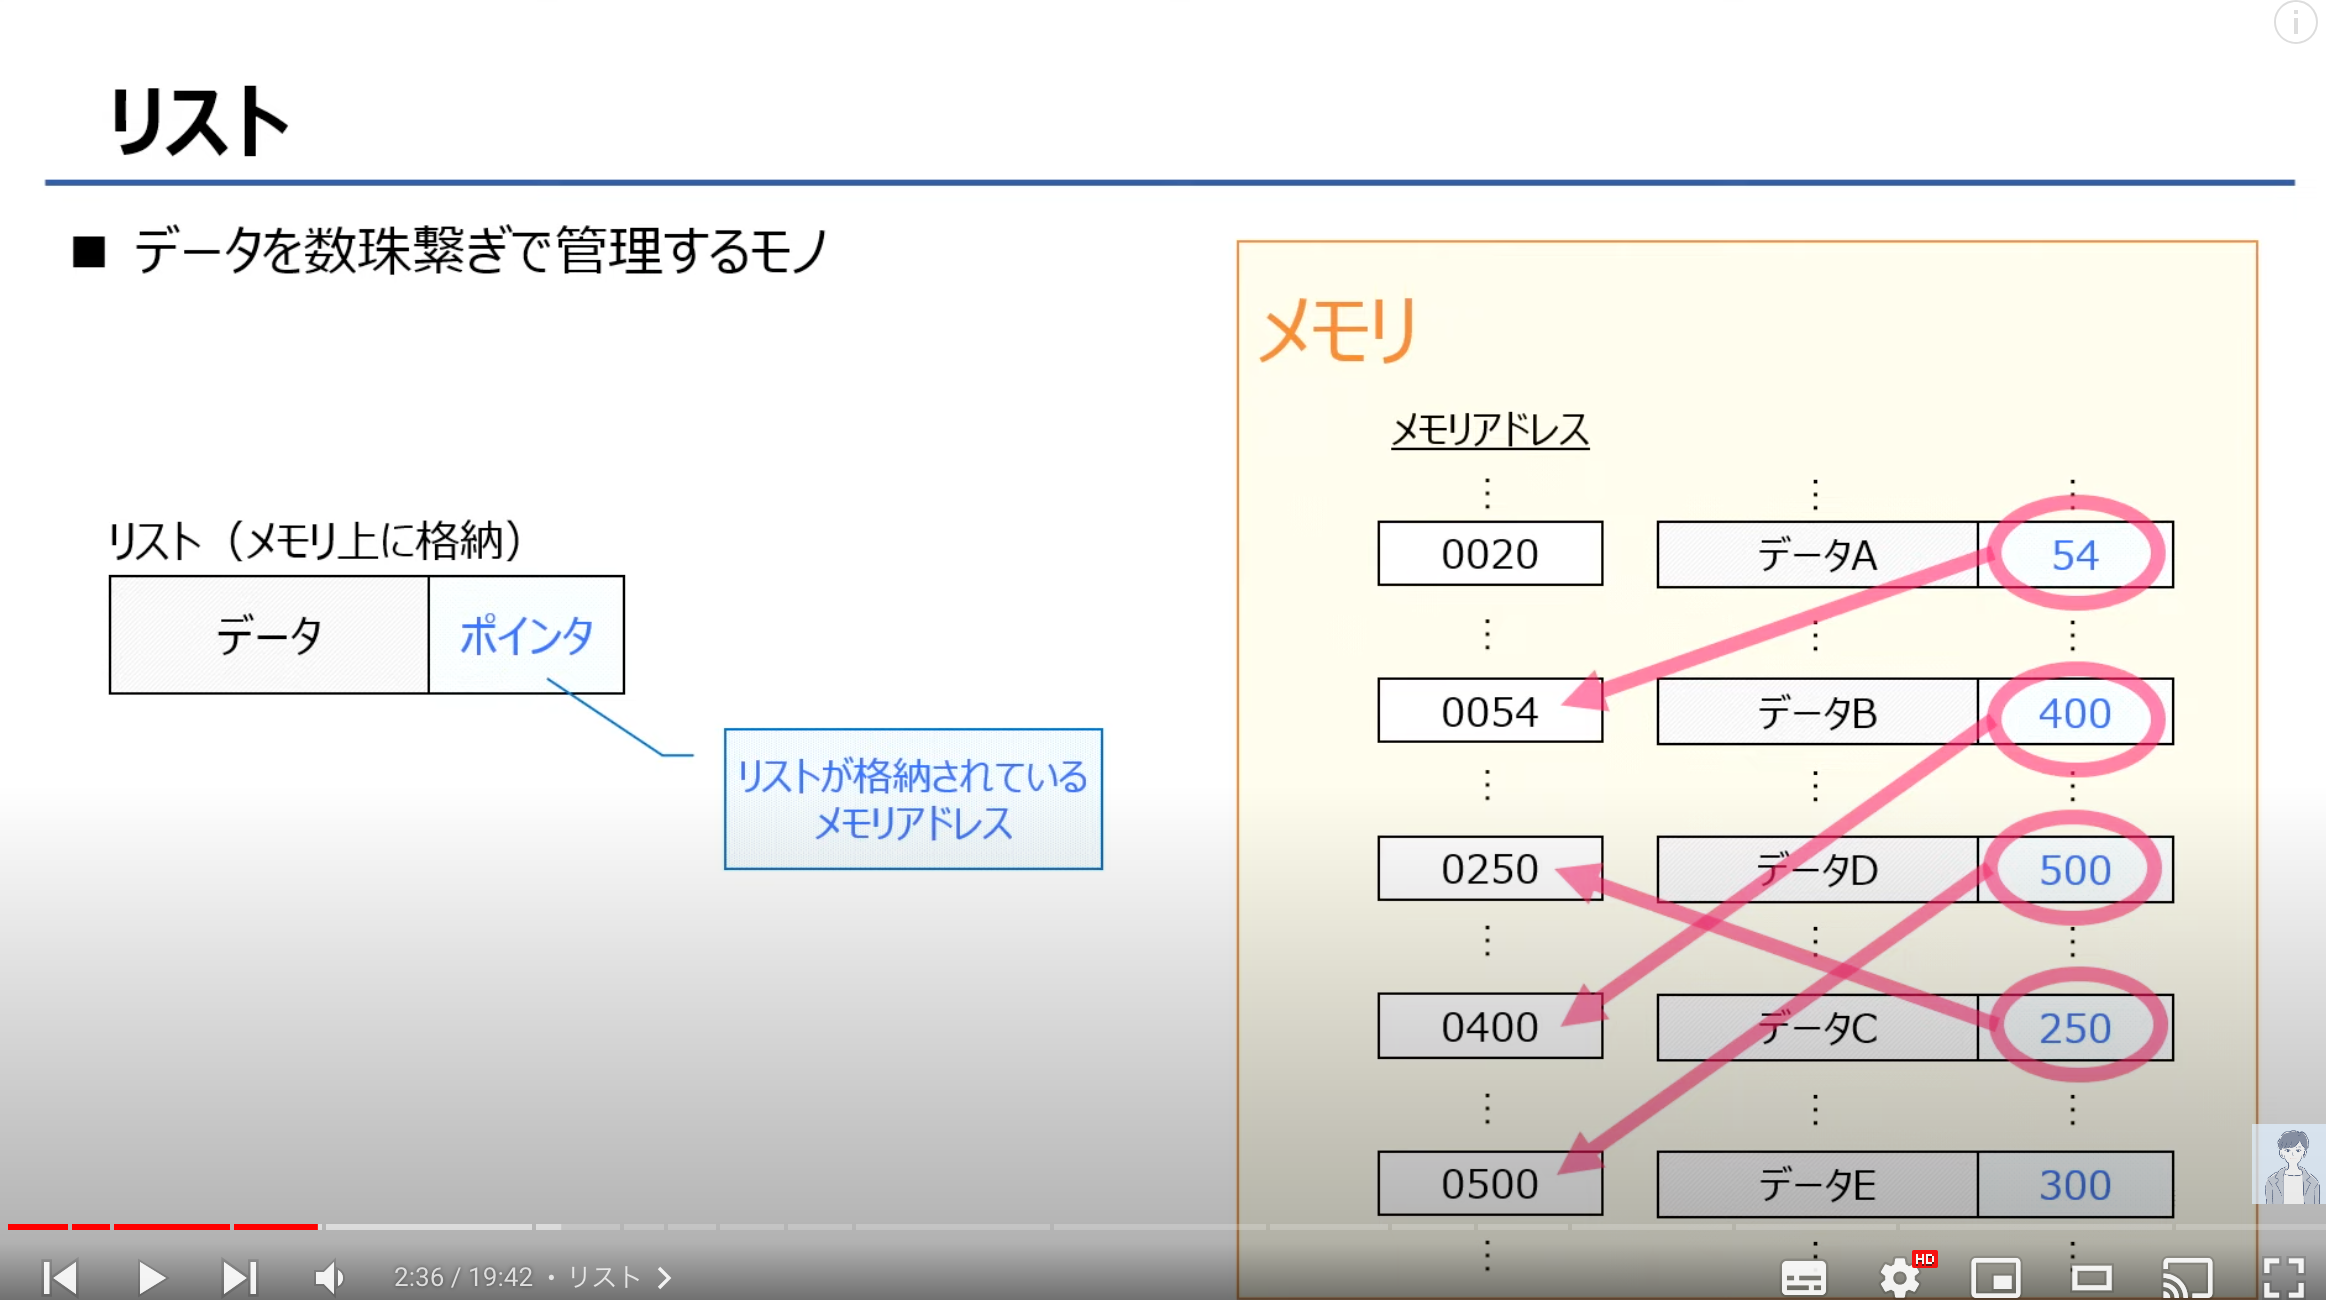 リスト
■ データを数珠繋ぎで管理するモノ
リスト（メモリ上に格納）
データ ポインタ
リストが格納されている
メモリアドレス
メモリ
メモリアドレス
0020 データA 54
0054 データB 400
0250 データD 500
0400 データC 250
0500 データE 300
2:36 / 19:42 ・ リスト
HD